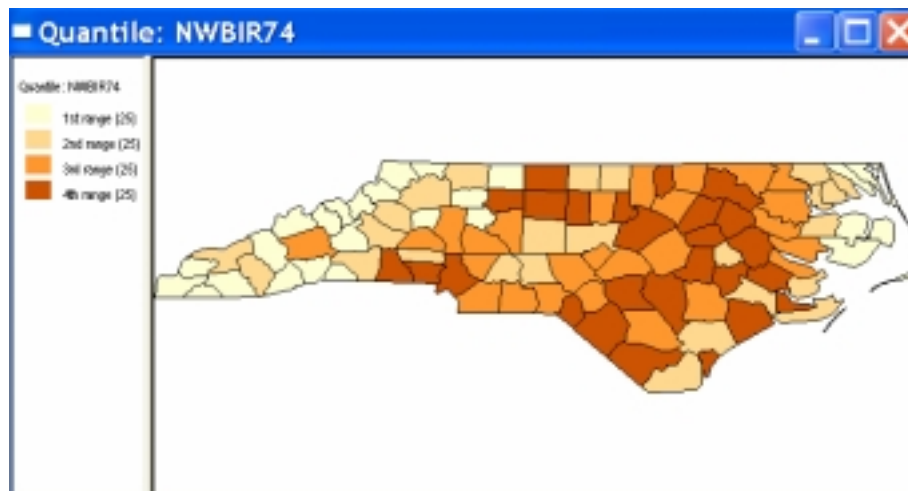 Quantile: NWBIR74
Quantile: NWBIR74
1st range (25)
2nd range (25)
3rd range (25)
4th range (25)